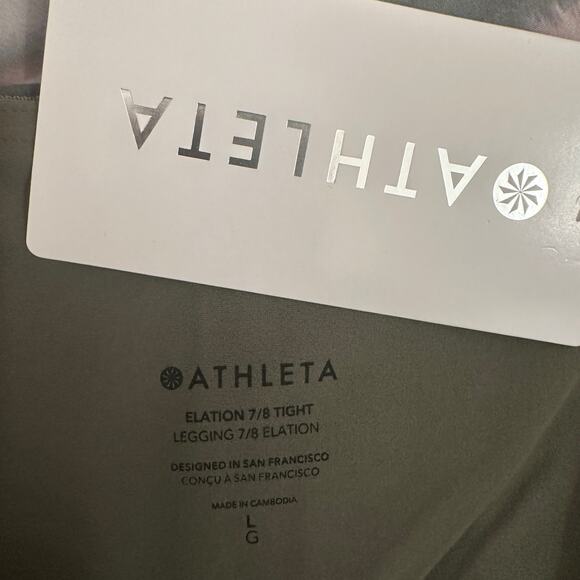 ATHLETA
ATHLETA
ELATION 7/8 TIGHT
LEGGING 7/8 ELATION
DESIGNED IN SAN FRANCISCO
CONÇU À SAN FRANCISCO
MADE IN CAMBODIA
L
G